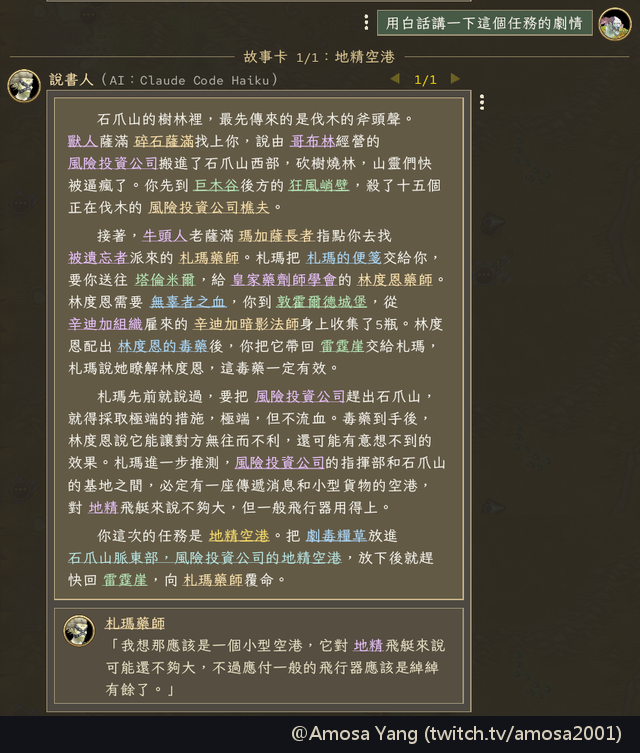 用白話講一下這個任務的劇情
故事卡 1/1：地精空港
說書人（AI：Claude Code Haiku）
1/1
石爪山的樹林裡，最先傳來的是伐木的斧頭聲。
獸人薩滿 碎石薩滿找上你，說由 哥布林經營的
風險投資公司搬進了石爪山西部，砍樹燒林，山靈們快
被逼瘋了。你先到 巨木谷後方的 狂風峭壁，殺了十五個
正在伐木的 風險投資公司樵夫。
接著，牛頭人老薩滿 瑪加薩長者指點你去找
被遺忘者派來的 札瑪藥師。札瑪把 札瑪的便箋交給你，
要你送往 塔倫米爾，給 皇家藥劑師學會的 林度恩藥師。
林度恩需要 無辜者之血，你到 敦霍爾德城堡，從
辛迪加組織雇來的 辛迪加暗影法師身上收集了5瓶。林度
恩配出 林度恩的毒藥後，你把它帶回 雷霆崖交給札瑪，
札瑪說她瞭解林度恩，這毒藥一定有效。
札瑪先前就說過，要把 風險投資公司趕出石爪山，
就得採取極端的措施，極端，但不流血。毒藥到手後，
林度恩說它能讓對方無往而不利，還可能有意想不到的
效果。札瑪進一步推測，風險投資公司的指揮部和石爪山
的基地之間，必定有一座傳遞消息和小型貨物的空港，
對 地精飛艇來說不夠大，但一般飛行器用得上。
你這次的任務是 地精空港。把 劇毒糧草放進
石爪山脈東部，風險投資公司的地精空港，放下後就趕
快回 雷霆崖，向 札瑪藥師覆命。
札瑪藥師
「我想那應該是一個小型空港，它對 地精飛艇來說
可能還不夠大，不過應付一般的飛行器應該是綽綽
有餘了。」
@Amosa Yang (twitch.tv/amosa2001)